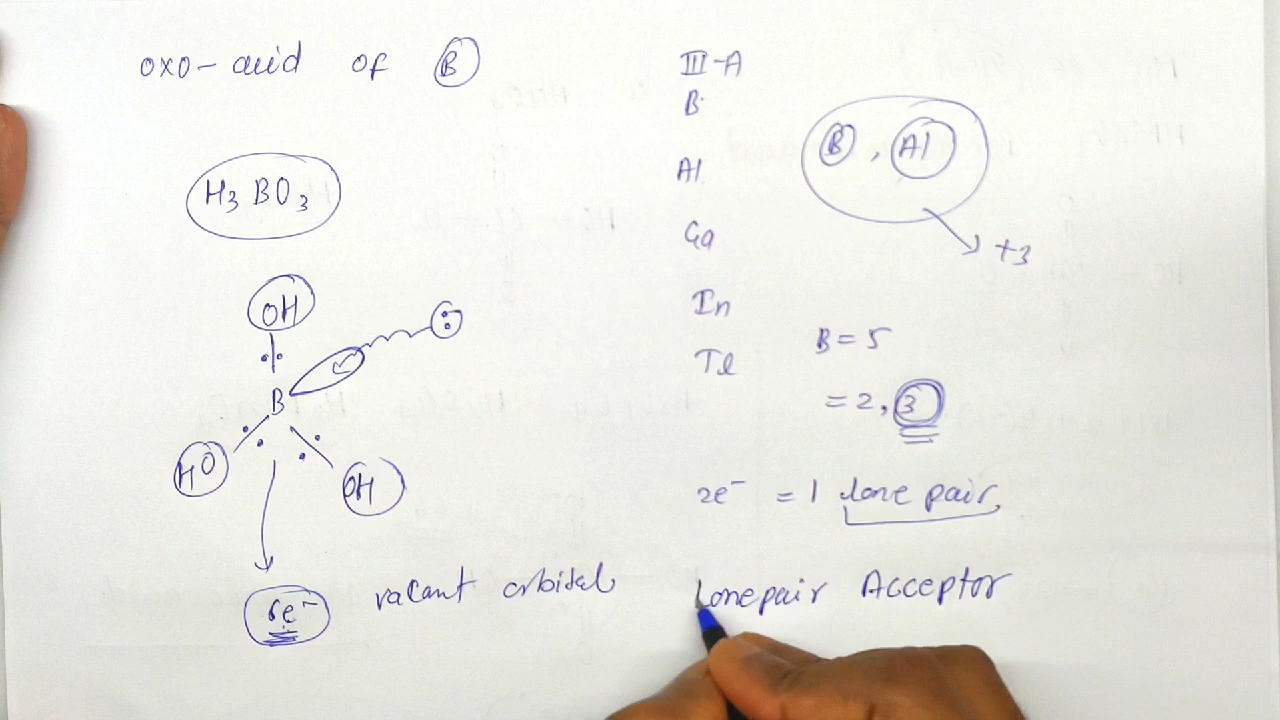 oxo-acid of B
H₃BO₃
OH
B
HO
OH
6e⁻ vacant orbital
III-A
B
Al
Ga
In
Tl
B, Al
+3
B = 5
= 2, 3
2e⁻ = 1 lone pair
Lonepair Acceptor